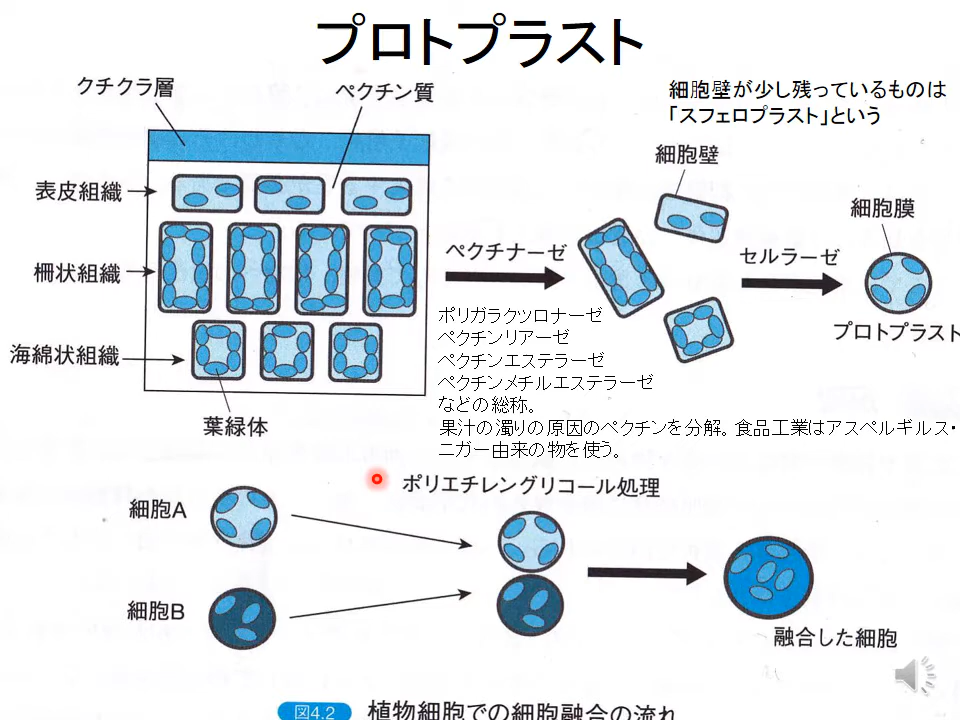 プロトプラスト
クチクラ層
ペクチン質
細胞壁が少し残っているものは
「スフェロプラスト」という
細胞壁
表皮組織
細胞膜
柵状組織
ペクチナーゼ
セルラーゼ
ポリガラクツロナーゼ
ペクチンリアーゼ
ペクチンエステラーゼ
ペクチンメチルエステラーゼ
などの総称。
果汁の濁りの原因のペクチンを分解。食品工業はアスペルギルス・
ニガー由来の物を使う。
プロトプラスト
海綿状組織
葉緑体
ポリエチレングリコール処理
細胞A
細胞B
融合した細胞
図4.2 植物細胞での細胞融合の流れ